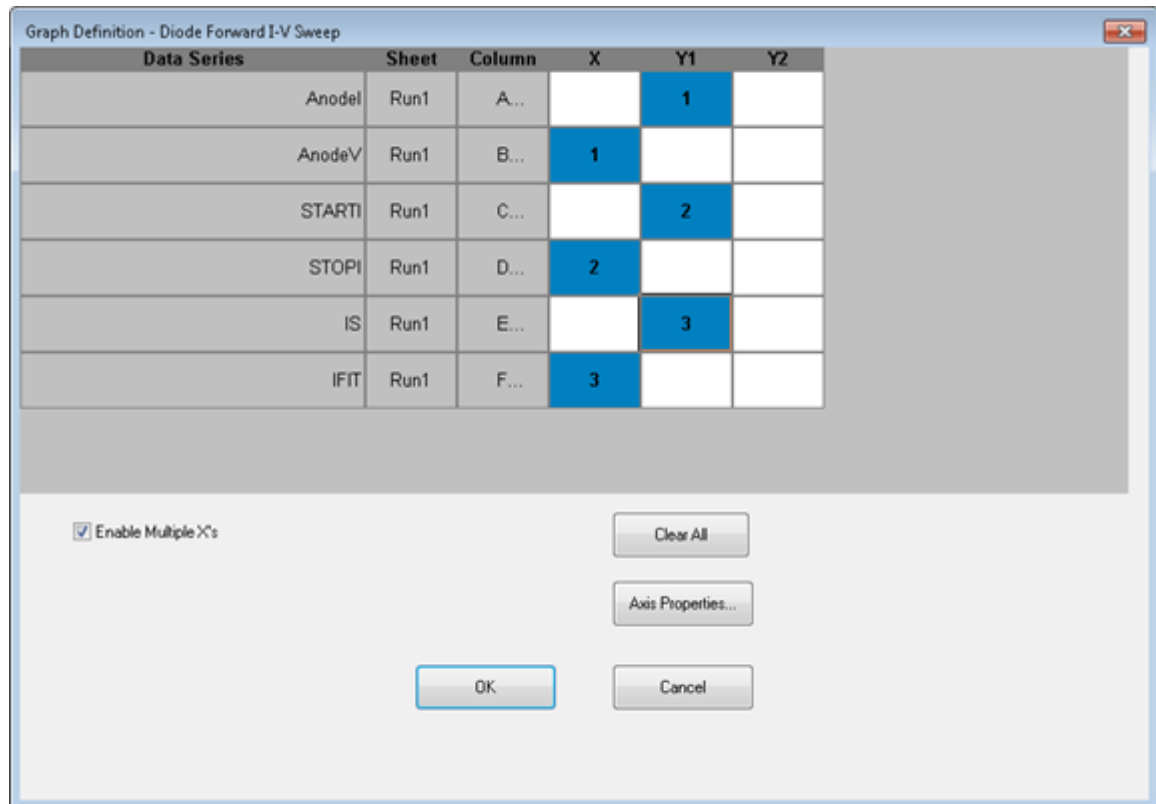 Graph Definition - Diode Forward I-V Sweep
Data Series Sheet Column X Y1 Y2
AnodeI Run1 A... 1
AnodeV Run1 B... 1
STARTI Run1 C... 2
STOPI Run1 D... 2
IS Run1 E... 3
IFIT Run1 F... 3
Enable Multiple X's
Clear All
Axis Properties...
OK Cancel